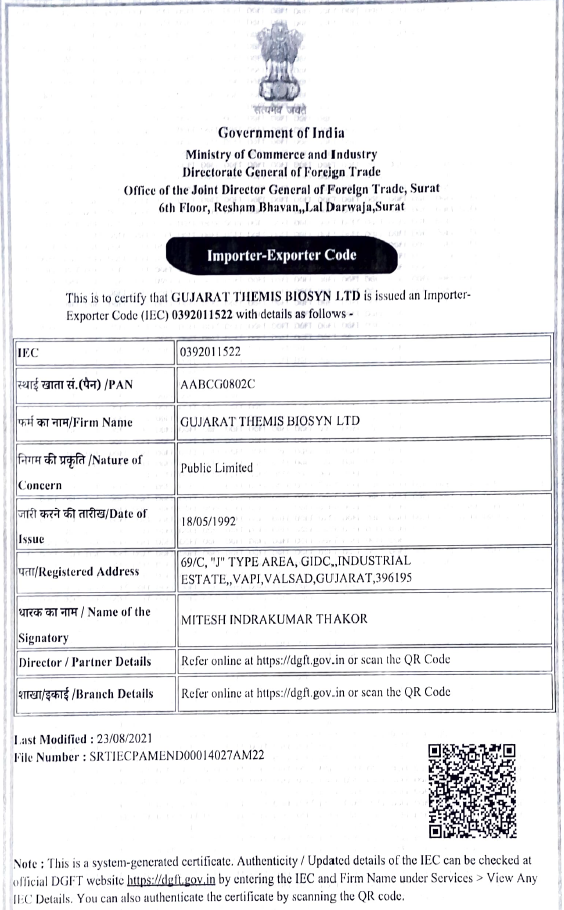 सत्यमेव जयते
Government of India
Ministry of Commerce and Industry
Directorate General of Foreign Trade
Office of the Joint Director General of Foreign Trade, Surat
6th Floor, Resham Bhavan,,Lal Darwaja,Surat
Importer-Exporter Code
This is to certify that GUJARAT THEMIS BIOSYN LTD is issued an Importer-
Exporter Code (IEC) 0392011522 with details as follows -
IEC 0392011522
स्थाई खाता सं.(पैन) /PAN AABCG0802C
फर्म का नाम/Firm Name GUJARAT THEMIS BIOSYN LTD
निगम की प्रकृति /Nature of
Concern
Public Limited
जारी करने की तारीख/Date of
Issue
18/05/1992
पता/Registered Address
69/C, "J" TYPE AREA, GIDC,,INDUSTRIAL
ESTATE,,VAPI,VALSAD,GUJARAT,396195
धारक का नाम / Name of the
Signatory
MITESH INDRAKUMAR THAKOR
Director / Partner Details Refer online at https://dgft.gov.in or scan the QR Code
शाखा/इकाई /Branch Details Refer online at https://dgft.gov.in or scan the QR Code
Last Modified : 23/08/2021
File Number : SRTIECPAMEND00014027AM22
Note : This is a system-generated certificate. Authenticity / Updated details of the IEC can be checked at
official DGFT website https://dgft.gov.in by entering the IEC and Firm Name under Services > View Any
IEC Details. You can also authenticate the certificate by scanning the QR code.